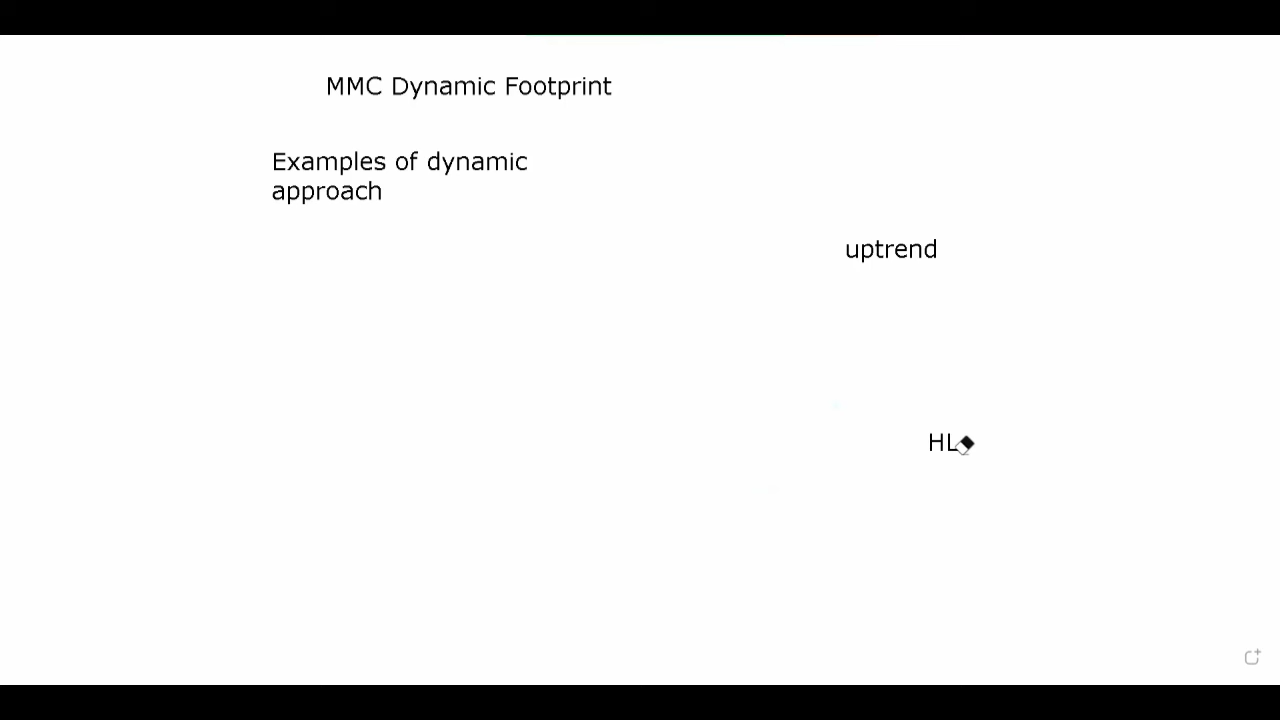 MMC Dynamic Footprint
Examples of dynamic
approach
uptrend
HL